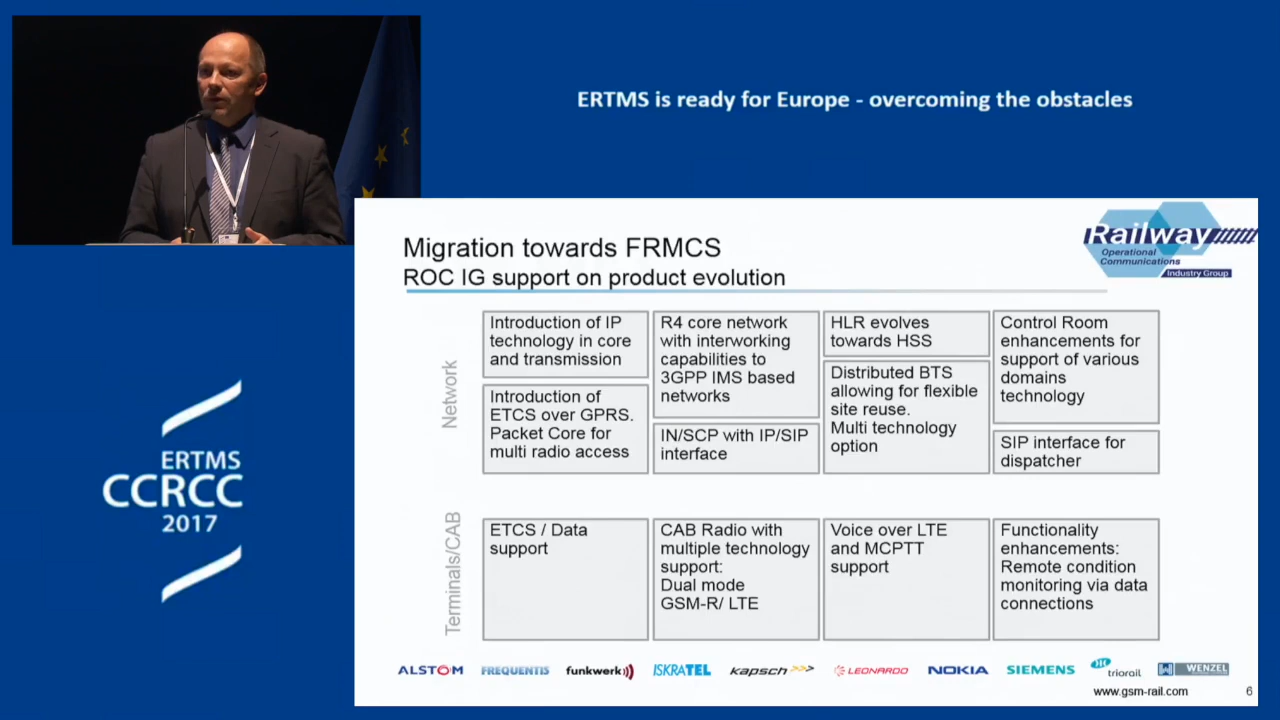 ERTMS is ready for Europe - overcoming the obstacles
Railway
Operational
Communications
Industry Group
Migration towards FRMCS
ROC IG support on product evolution
Network
Introduction of IP
technology in core
and transmission
Introduction of
ETCS over GPRS.
Packet Core for
multi radio access
R4 core network
with interworking
capabilities to
3GPP IMS based
networks
IN/SCP with IP/SIP
interface
HLR evolves
towards HSS
Distributed BTS
allowing for flexible
site reuse.
Multi technology
option
Control Room
enhancements for
support of various
domains
technology
SIP interface for
dispatcher
Terminals/CAB
ETCS / Data
support
CAB Radio with
multiple technology
support:
Dual mode
GSM-R/ LTE
Voice over LTE
and MCPTT
support
Functionality
enhancements:
Remote condition
monitoring via data
connections
ERTMS
CCRCC
2017
ALSTOM FREQUENTIS funkwerk ISKRATEL kapsch LEONARDO NOKIA SIEMENS triorail WENZEL
www.gsm-rail.com 6